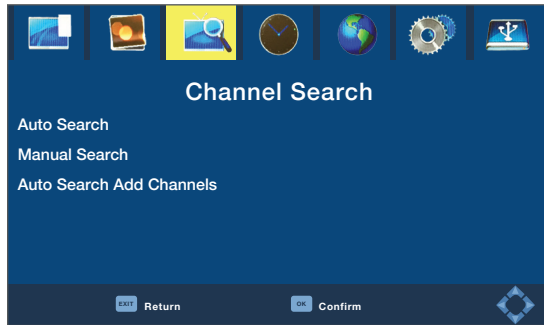 Channel Search
Auto Search
Manual Search
Auto Search Add Channels
EXIT Return OK Confirm